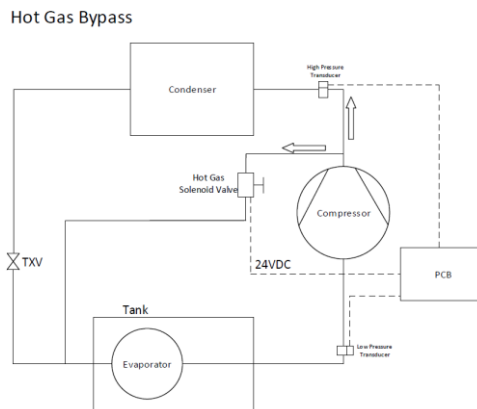 Hot Gas Bypass
High Pressure
Transducer
Condenser
Hot Gas
Solenoid Valve
Compressor
TXV
24VDC
PCB
Tank
Low Pressure
Transducer
Evaporator